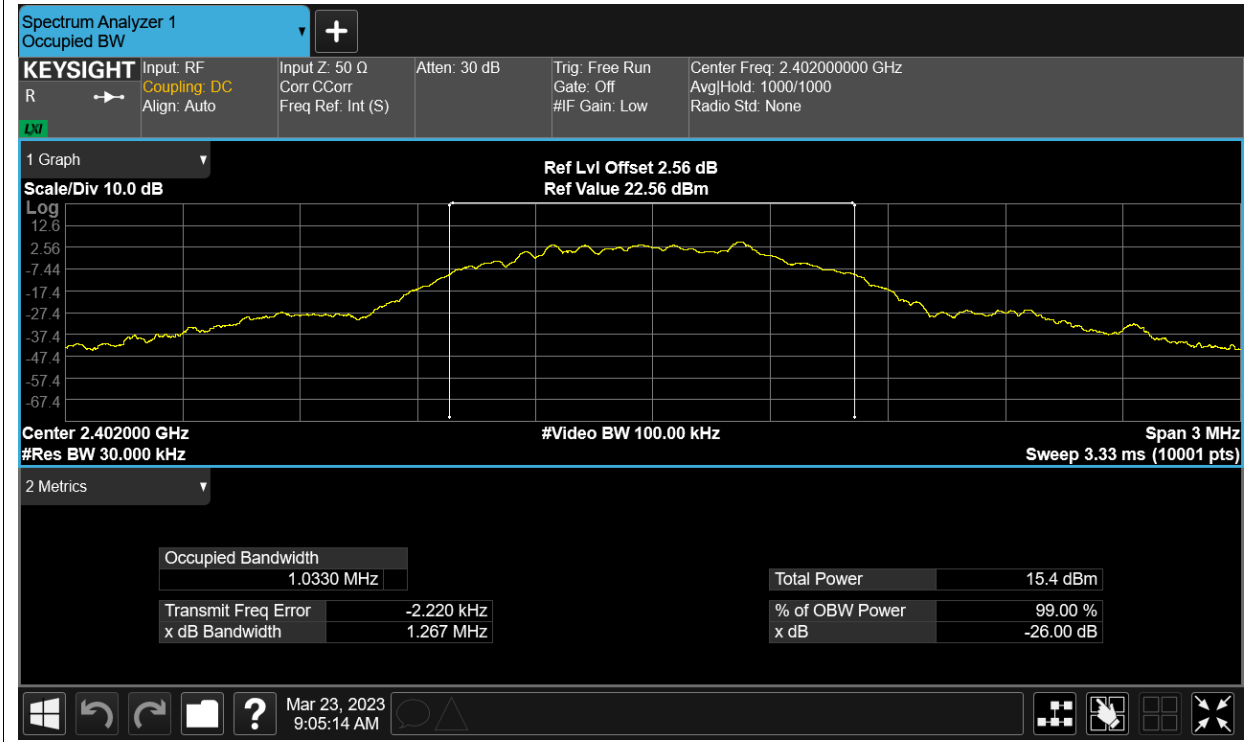 Spectrum Analyzer 1
Occupied BW
KEYSIGHT
R
LXI
Input: RF
Coupling: DC
Align: Auto
Input Z: 50 Ω
Corr CCorr
Freq Ref: Int (S)
Atten: 30 dB
Trig: Free Run
Gate: Off
#IF Gain: Low
Center Freq: 2.402000000 GHz
Avg|Hold: 1000/1000
Radio Std: None
1 Graph
Scale/Div 10.0 dB
Ref Lvl Offset 2.56 dB
Ref Value 22.56 dBm
Log
12.6
2.56
-7.44
-17.4
-27.4
-37.4
-47.4
-57.4
-67.4
Center 2.402000 GHz
#Res BW 30.000 kHz
#Video BW 100.00 kHz
Span 3 MHz
Sweep 3.33 ms (10001 pts)
2 Metrics
Occupied Bandwidth
1.0330 MHz
Transmit Freq Error -2.220 kHz
x dB Bandwidth 1.267 MHz
Total Power 15.4 dBm
% of OBW Power 99.00 %
x dB -26.00 dB
?
Mar 23, 2023
9:05:14 AM